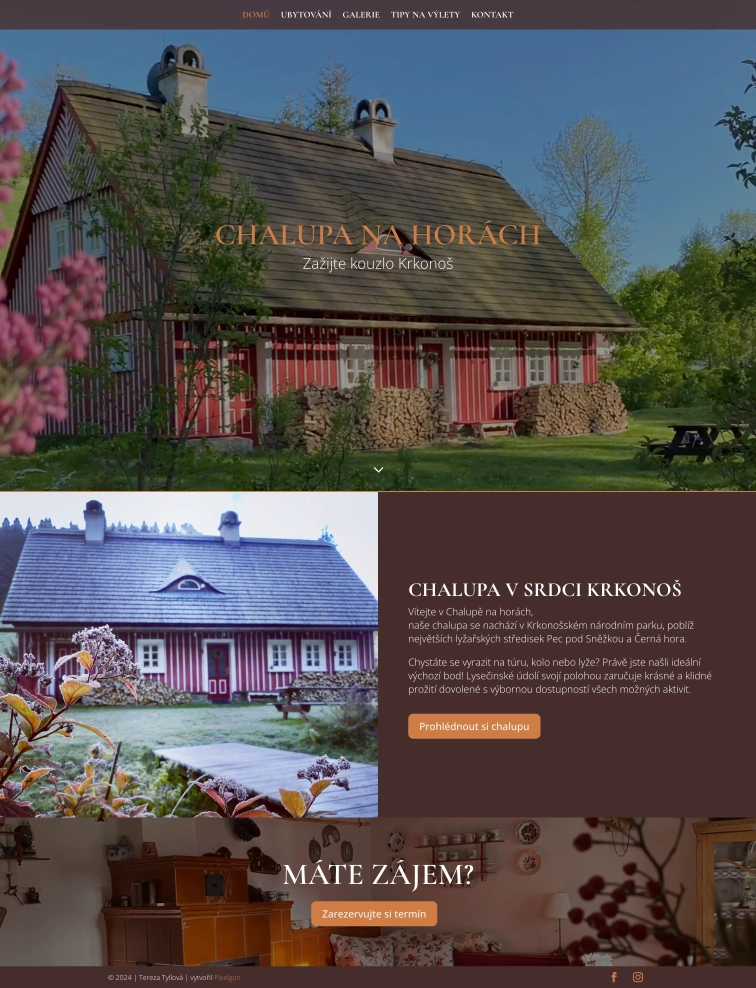 DOMŮ UBYTOVÁNÍ GALERIE TIPY NA VÝLETY KONTAKT
CHALUPA NA HORÁCH
Zažijte kouzlo Krkonoš
CHALUPA V SRDCI KRKONOŠ
Vítejte v Chalupě na horách,
naše chalupa se nachází v Krkonošském národním parku, poblíž
největších lyžařských středisek Pec pod Sněžkou a Černá hora.
Chystáte se vyrazit na túru, kolo nebo lyže? Právě jste našli ideální
výchozí bod! Lysečinské údolí svojí polohou zaručuje krásné a klidné
prožití dovolené s výbornou dostupností všech možných aktivit.
Prohlédnout si chalupu
MÁTE ZÁJEM?
Zarezervujte si termín
© 2024 | Tereza Tyllová | vytvořil Pixelgon